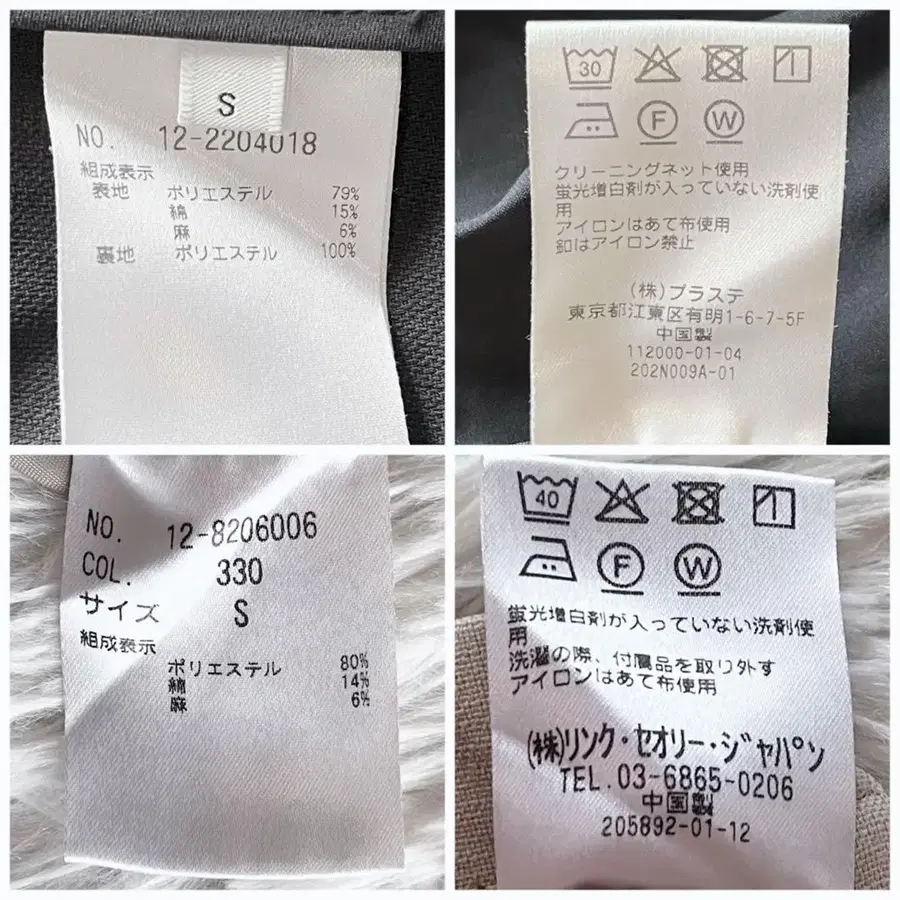 S
NO. 12-2204018
組成表示
表地 ポリエステル 79%
綿 15%
麻 6%
裏地 ポリエステル 100%
30
F W
クリーニングネット使用
蛍光増白剤が入っていない洗剤使
用
アイロンはあて布使用
釦はアイロン禁止
(株)プラステ
東京都江東区有明1-6-7-5F
中国製
112000-01-04
202N009A-01
NO. 12-8206006
COL. 330
サイズ S
組成表示
ポリエステル 80%
綿 14%
麻 6%
40
F W
蛍光増白剤が入っていない洗剤使
用
洗濯の際、付属品を取り外す
アイロンはあて布使用
(株)リンク・セオリー・ジャパン
TEL.03-6865-0206
中国製
205892-01-12